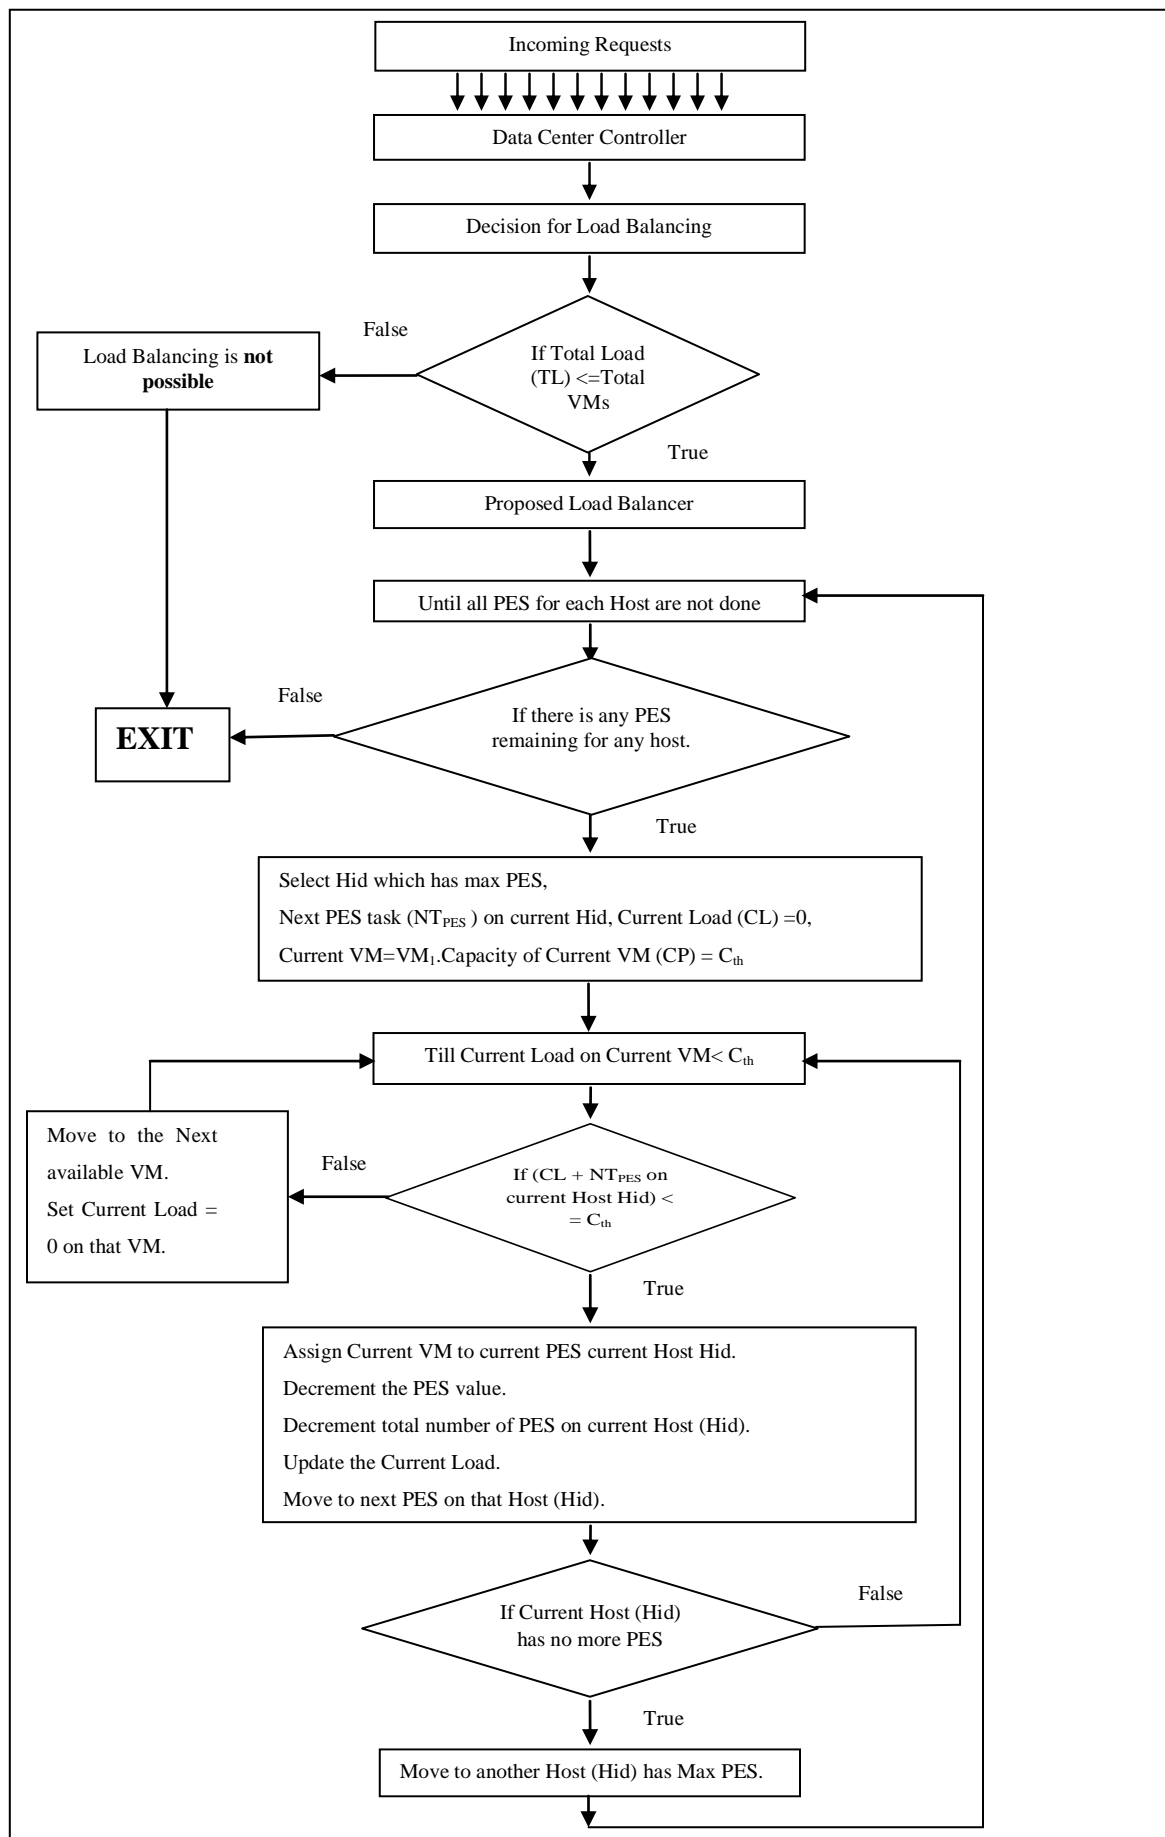 Incoming Requests
Data Center Controller
Decision for Load Balancing
False
Load Balancing is not
possible
If Total Load
(TL) <=Total
VMs
True
Proposed Load Balancer
Until all PES for each Host are not done
False
EXIT
If there is any PES
remaining for any host.
True
Select Hid which has max PES,
Next PES task (NTPES ) on current Hid, Current Load (CL) =0,
Current VM=VM1.Capacity of Current VM (CP) = Cth
Till Current Load on Current VM< Cth
Move to the Next
available VM.
Set Current Load =
0 on that VM.
False
If (CL + NTPES on
current Host Hid) <
= Cth
True
Assign Current VM to current PES current Host Hid.
Decrement the PES value.
Decrement total number of PES on current Host (Hid).
Update the Current Load.
Move to next PES on that Host (Hid).
If Current Host (Hid)
has no more PES
False
True
Move to another Host (Hid) has Max PES.